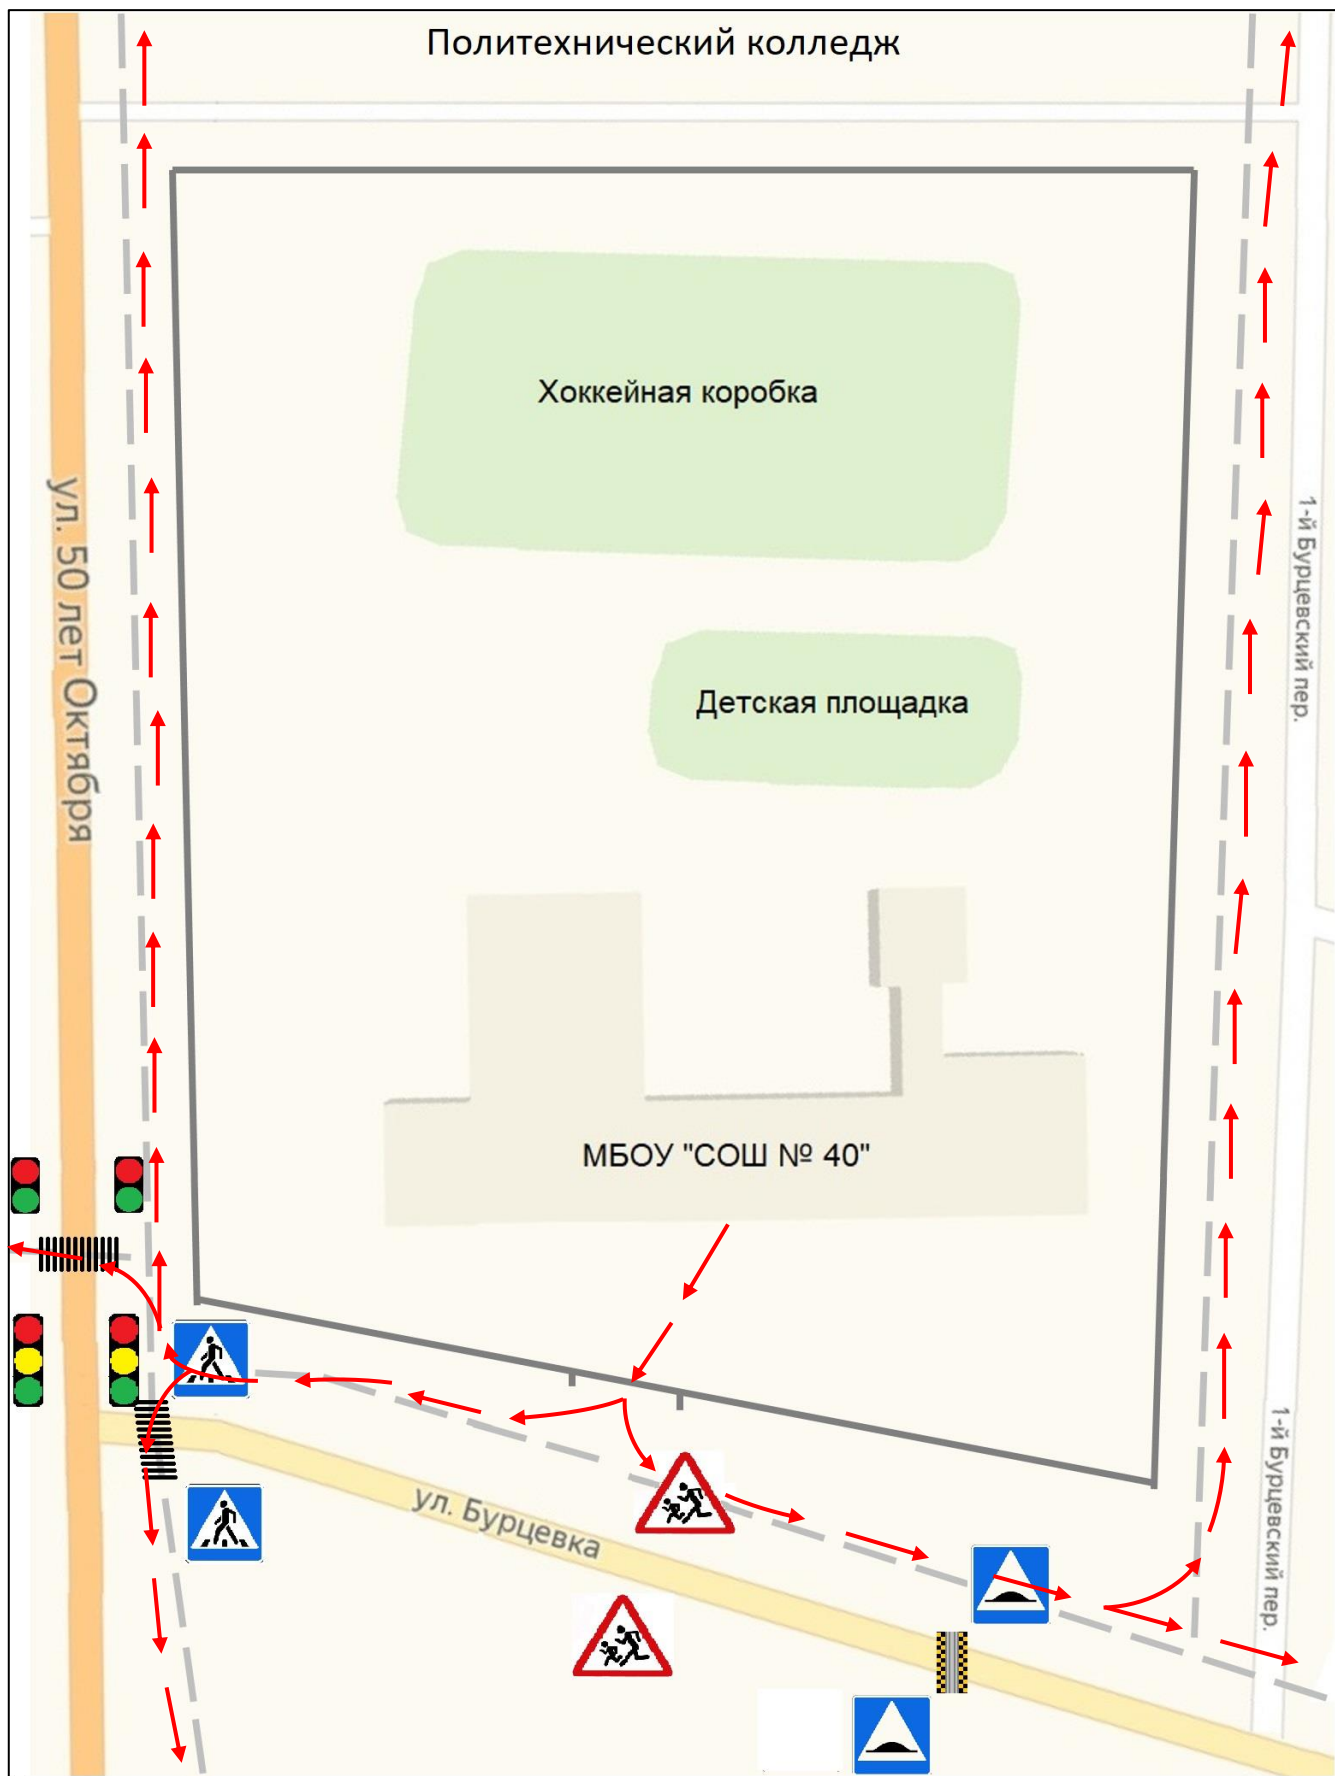 Политехнический колледж
Хоккейная коробка
ул. 50 лет Октября
1-й Бурцевский пер.
Детская площадка
МБОУ "СОШ № 40"
ул. Бурцевка
1-й Бурцевский пер.